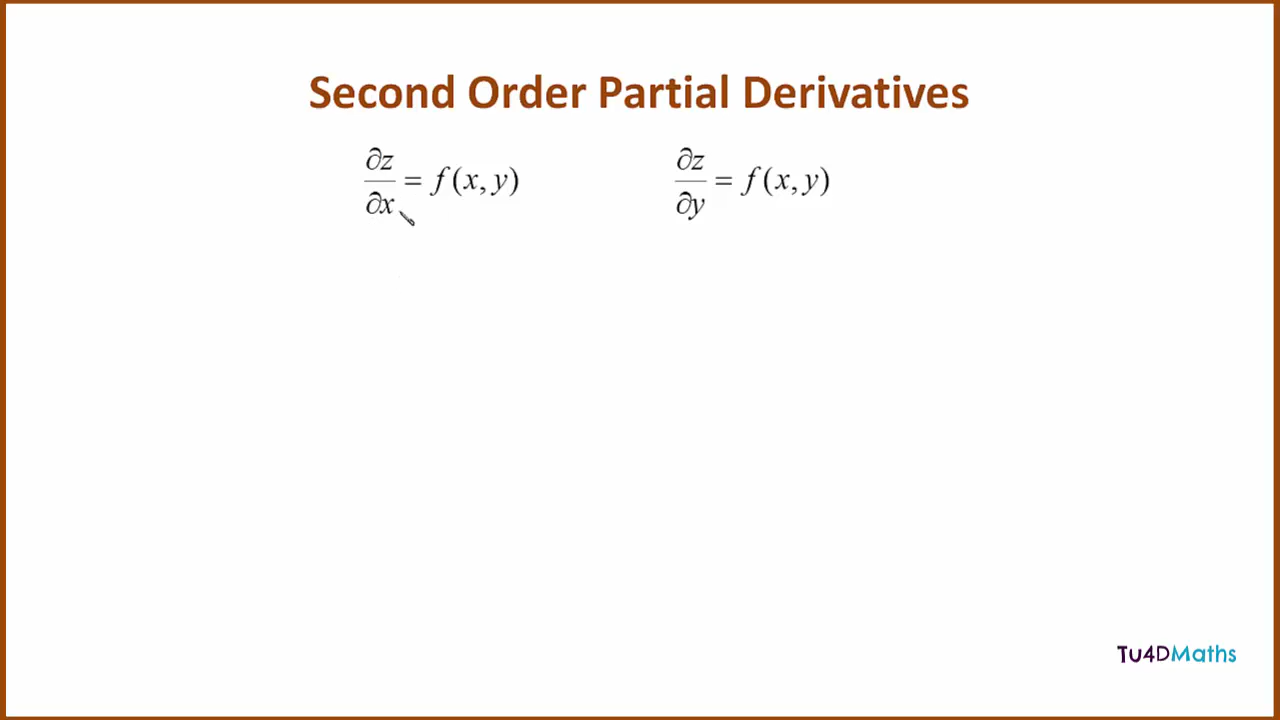 Second Order Partial Derivatives
∂z/∂x = f(x, y)    ∂z/∂y = f(x, y)
Tu4DMaths